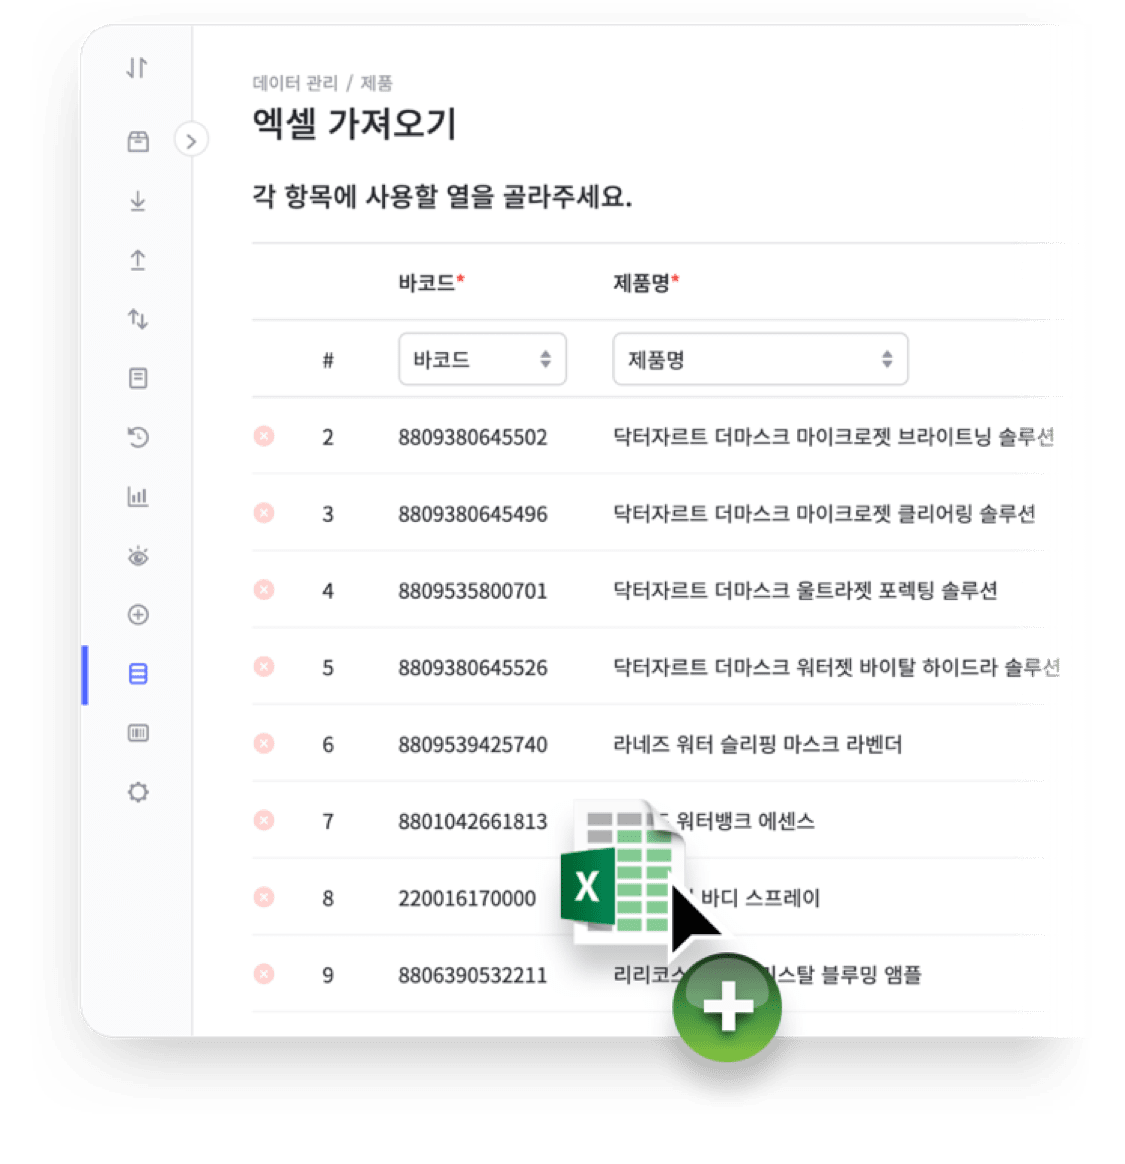 데이터 관리 / 제품
엑셀 가져오기
각 항목에 사용할 열을 골라주세요.
바코드* 제품명*
# 바코드 제품명
2 8809380645502 닥터자르트 더마스크 마이크로젯 브라이트닝 솔루션
3 8809380645496 닥터자르트 더마스크 마이크로젯 클리어링 솔루션
4 8809535800701 닥터자르트 더마스크 울트라젯 포렉팅 솔루션
5 8809380645526 닥터자르트 더마스크 워터젯 바이탈 하이드라 솔루션
6 8809539425740 라네즈 워터 슬리핑 마스크 라벤더
7 8801042661813 워터뱅크 에센스
8 220016170000 바디 스프레이
9 8806390532211 블루밍 앰플
X